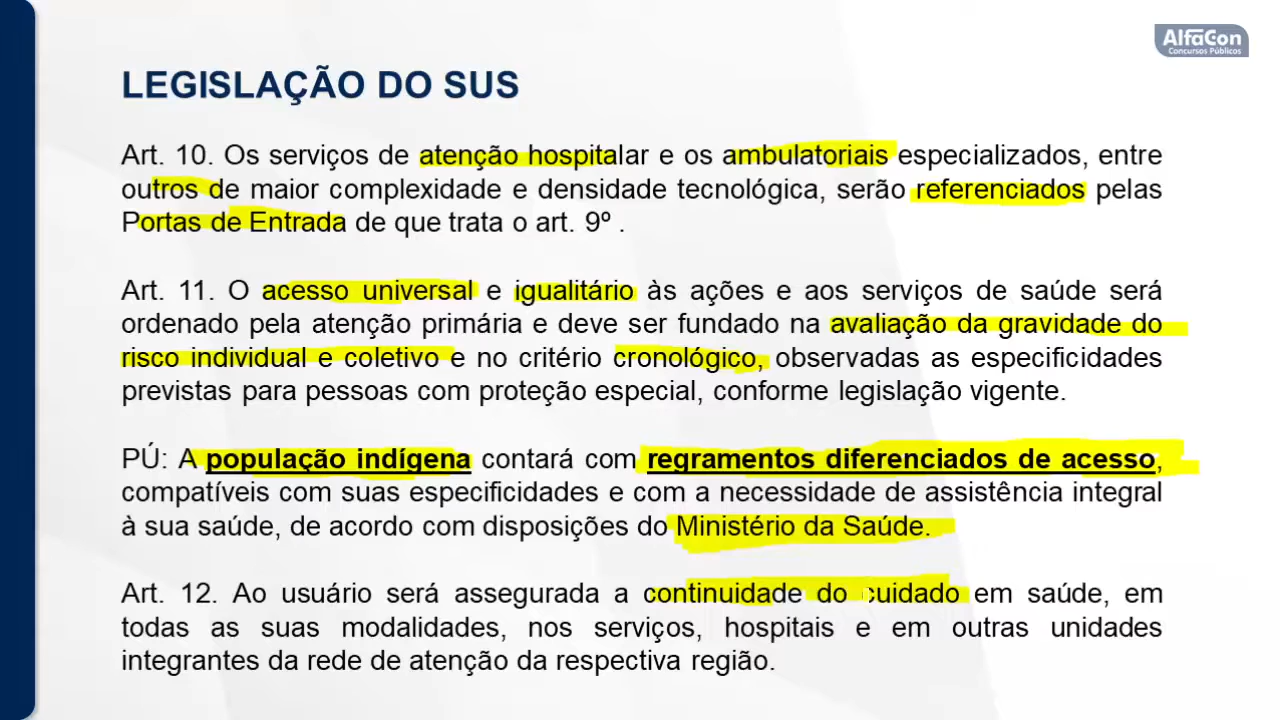 AlfaCon
Concursos Públicos
LEGISLAÇÃO DO SUS
Art. 10. Os serviços de atenção hospitalar e os ambulatoriais especializados, entre
outros de maior complexidade e densidade tecnológica, serão referenciados pelas
Portas de Entrada de que trata o art. 9º .
Art. 11. O acesso universal e igualitário às ações e aos serviços de saúde será
ordenado pela atenção primária e deve ser fundado na avaliação da gravidade do
risco individual e coletivo e no critério cronológico, observadas as especificidades
previstas para pessoas com proteção especial, conforme legislação vigente.
PÚ: A população indígena contará com regramentos diferenciados de acesso,
compatíveis com suas especificidades e com a necessidade de assistência integral
à sua saúde, de acordo com disposições do Ministério da Saúde.
Art. 12. Ao usuário será assegurada a continuidade do cuidado em saúde, em
todas as suas modalidades, nos serviços, hospitais e em outras unidades
integrantes da rede de atenção da respectiva região.